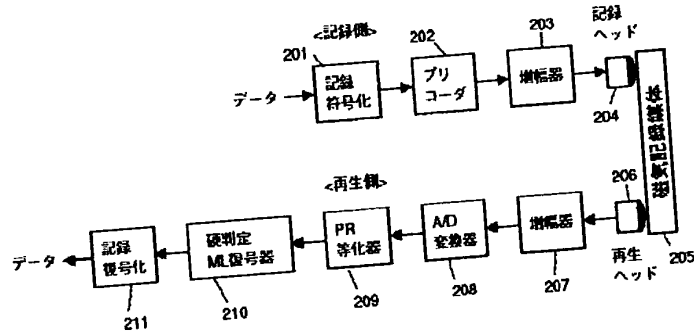 <記録側>
201
202
203
記録
ヘッド
データ
記録
符号化
プリ
コーダ
増幅器
204
磁気記録媒体
<再生側>
206
データ
記録
復号化
硬判定
ML復号器
PR
等化器
A/D
変換器
増幅器
再生
ヘッド
205
211
210
209
208
207